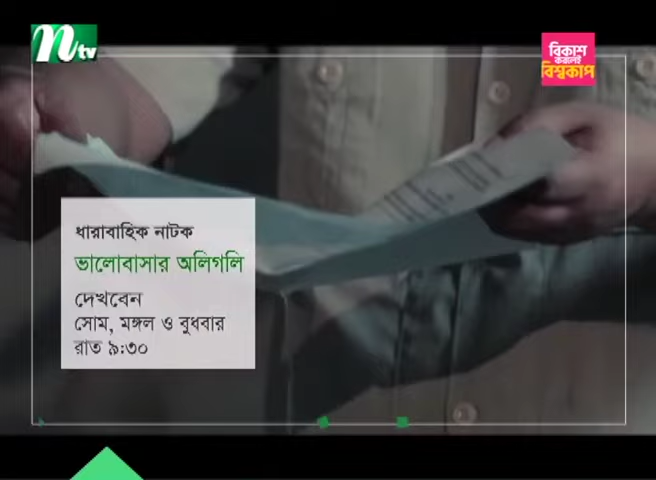 ntv
বিকাশ
করলেই
বিশ্বকাপ
ধারাবাহিক নাটক
ভালোবাসার অলিগলি
দেখবেন
সোম, মঙ্গল ও বুধবার
রাত ৯:৩০